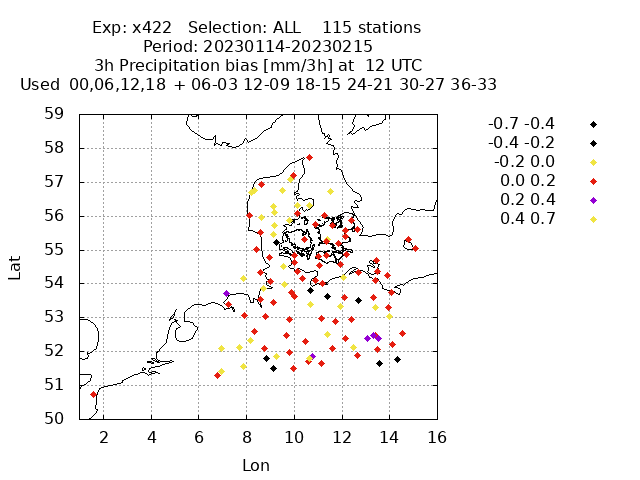 Exp: x422 Selection: ALL 115 stations
Period: 20230114-20230215
3h Precipitation bias [mm/3h] at 12 UTC
Used 00,06,12,18 + 06-03 12-09 18-15 24-21 30-27 36-33
-0.7 -0.4
-0.4 -0.2
-0.2 0.0
0.0 0.2
0.2 0.4
0.4 0.7
59
58
57
56
55
54
53
52
51
50
Lat
2 4 6 8 10 12 14 16
Lon